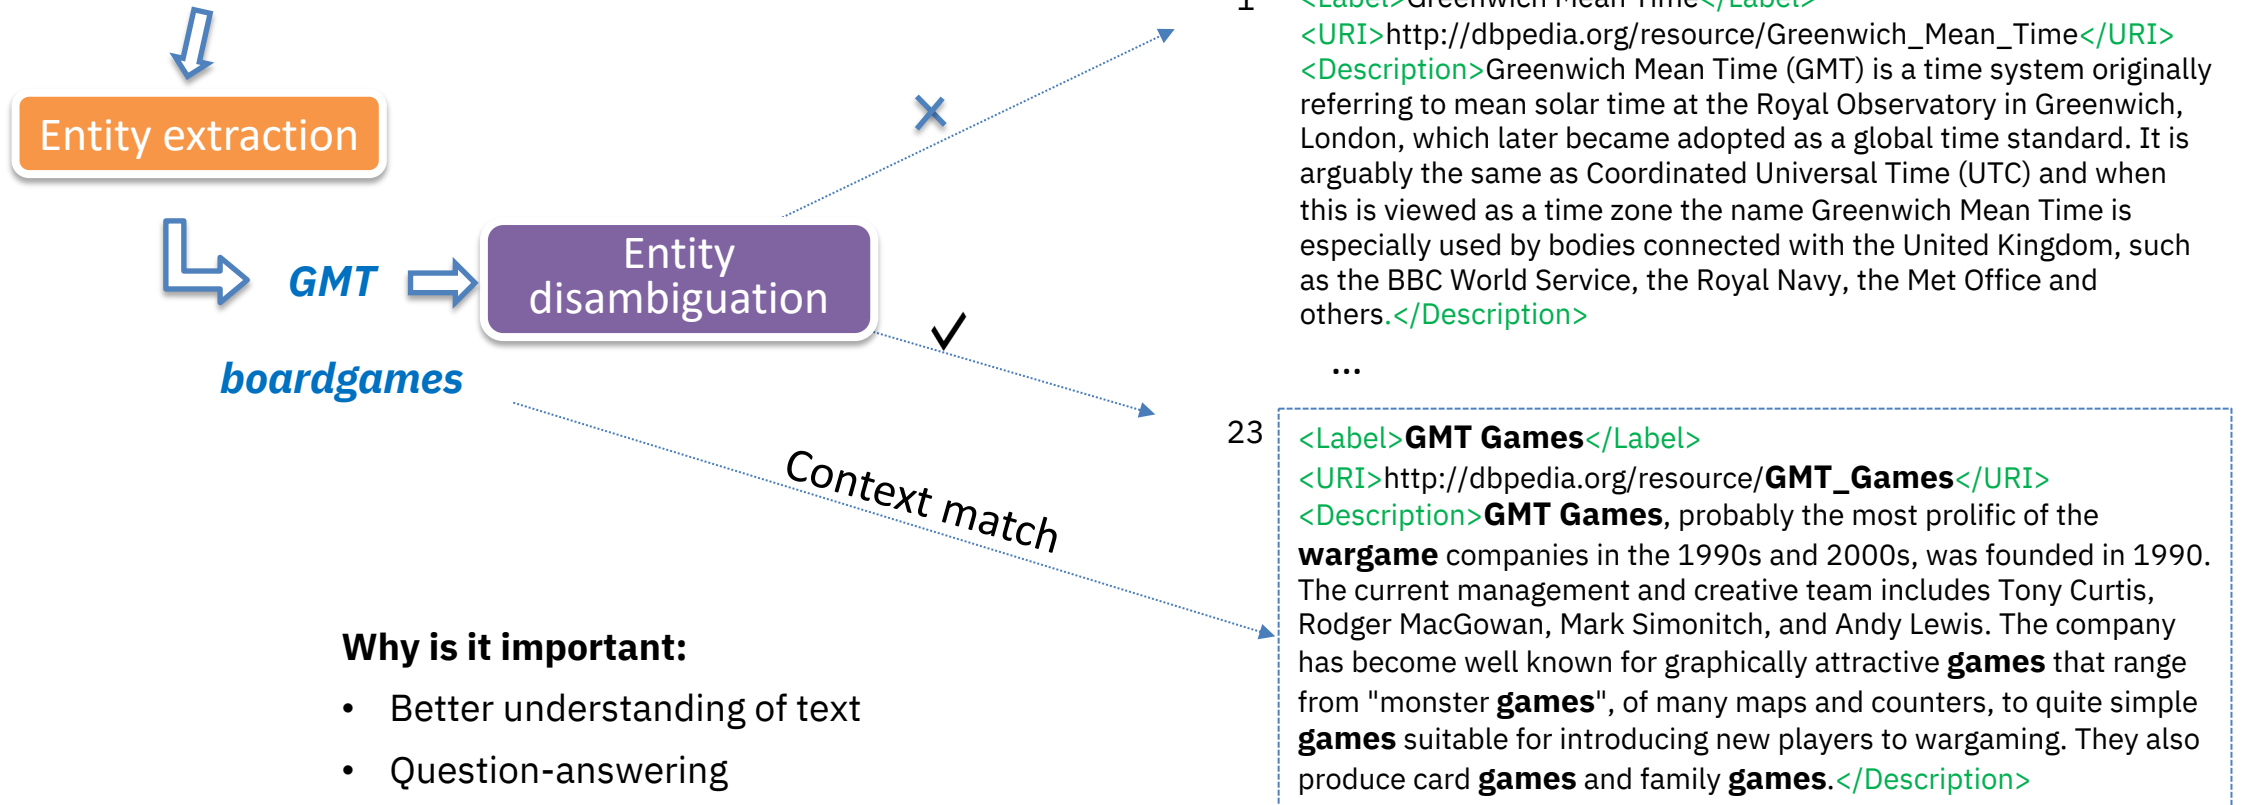 1
<Label>Greenwich Mean Time</Label>
<URI>http://dbpedia.org/resource/Greenwich_Mean_Time</URI>
<Description>Greenwich Mean Time (GMT) is a time system originally
referring to mean solar time at the Royal Observatory in Greenwich,
London, which later became adopted as a global time standard. It is
arguably the same as Coordinated Universal Time (UTC) and when
this is viewed as a time zone the name Greenwich Mean Time is
especially used by bodies connected with the United Kingdom, such
as the BBC World Service, the Royal Navy, the Met Office and
others.</Description>
...
Entity extraction
GMT
Entity
disambiguation
boardgames
Context match
23
<Label>GMT Games</Label>
<URI>http://dbpedia.org/resource/GMT_Games</URI>
<Description>GMT Games, probably the most prolific of the
wargame companies in the 1990s and 2000s, was founded in 1990.
The current management and creative team includes Tony Curtis,
Rodger MacGowan, Mark Simonitch, and Andy Lewis. The company
has become well known for graphically attractive games that range
from "monster games", of many maps and counters, to quite simple
games suitable for introducing new players to wargaming. They also
produce card games and family games.</Description>
Why is it important:
• Better understanding of text
• Question-answering